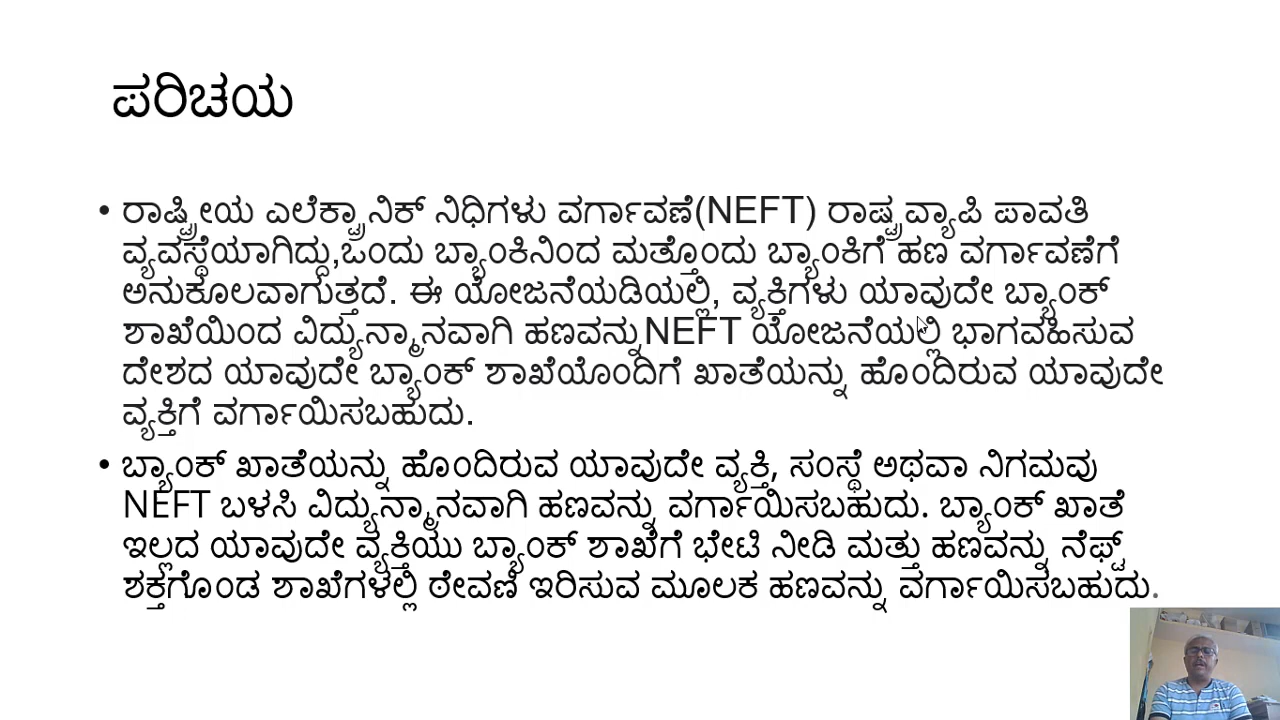 ಪರಿಚಯ
• ರಾಷ್ಟ್ರೀಯ ಎಲೆಕ್ಟ್ರಾನಿಕ್ ನಿಧಿಗಳು ವರ್ಗಾವಣೆ(NEFT) ರಾಷ್ಟ್ರವ್ಯಾಪಿ ಪಾವತಿ
ವ್ಯವಸ್ಥೆಯಾಗಿದ್ದು,ಒಂದು ಬ್ಯಾಂಕಿನಿಂದ ಮತ್ತೊಂದು ಬ್ಯಾಂಕಿಗೆ ಹಣ ವರ್ಗಾವಣೆಗೆ
ಅನುಕೂಲವಾಗುತ್ತದೆ. ಈ ಯೋಜನೆಯಡಿಯಲ್ಲಿ, ವ್ಯಕ್ತಿಗಳು ಯಾವುದೇ ಬ್ಯಾಂಕ್
ಶಾಖೆಯಿಂದ ವಿದ್ಯುನ್ಮಾನವಾಗಿ ಹಣವನ್ನುNEFT ಯೋಜನೆಯಲ್ಲಿ ಭಾಗವಹಿಸುವ
ದೇಶದ ಯಾವುದೇ ಬ್ಯಾಂಕ್ ಶಾಖೆಯೊಂದಿಗೆ ಖಾತೆಯನ್ನು ಹೊಂದಿರುವ ಯಾವುದೇ
ವ್ಯಕ್ತಿಗೆ ವರ್ಗಾಯಿಸಬಹುದು.
• ಬ್ಯಾಂಕ್ ಖಾತೆಯನ್ನು ಹೊಂದಿರುವ ಯಾವುದೇ ವ್ಯಕ್ತಿ, ಸಂಸ್ಥೆ ಅಥವಾ ನಿಗಮವು
NEFT ಬಳಸಿ ವಿದ್ಯುನ್ಮಾನವಾಗಿ ಹಣವನ್ನು ವರ್ಗಾಯಿಸಬಹುದು. ಬ್ಯಾಂಕ್ ಖಾತೆ
ಇಲ್ಲದ ಯಾವುದೇ ವ್ಯಕ್ತಿಯು ಬ್ಯಾಂಕ್ ಶಾಖೆಗೆ ಭೇಟಿ ನೀಡಿ ಮತ್ತು ಹಣವನ್ನು ನೆಫ್ಟ್
ಶಕ್ತಗೊಂಡ ಶಾಖೆಗಳಲ್ಲಿ ಠೇವಣಿ ಇರಿಸುವ ಮೂಲಕ ಹಣವನ್ನು ವರ್ಗಾಯಿಸಬಹುದು.